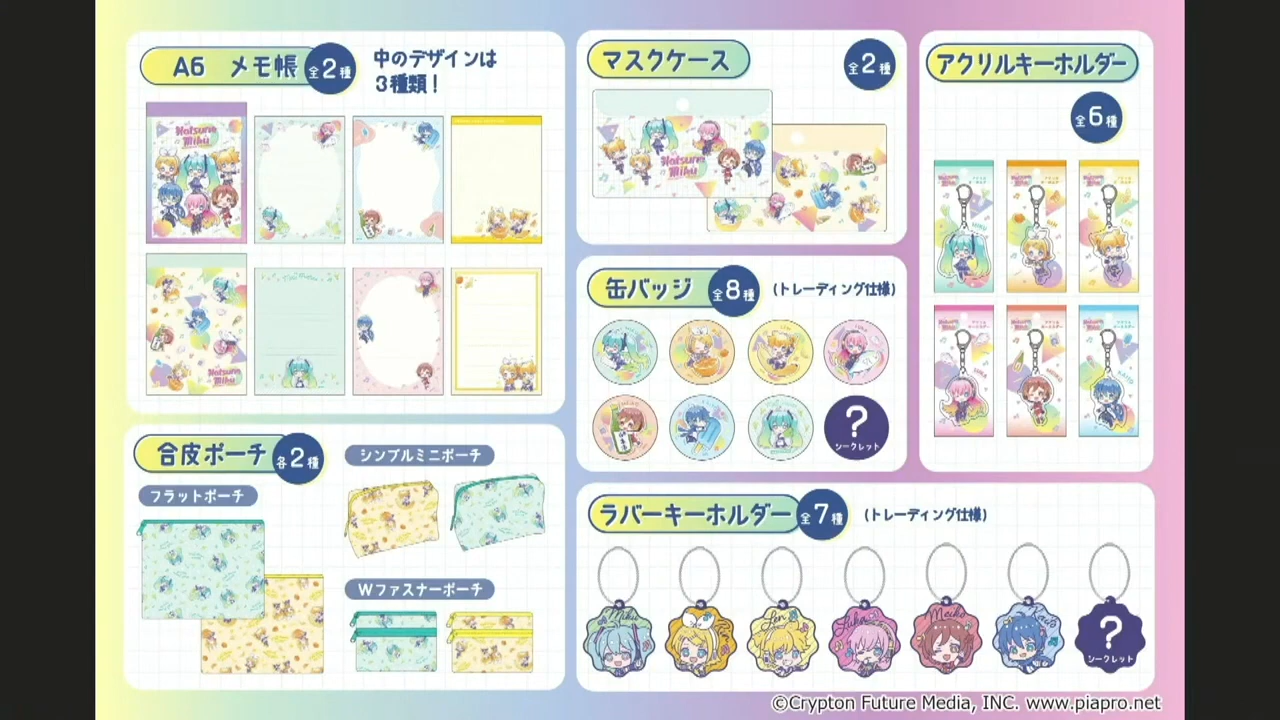 A6 メモ帳
全2種
中のデザインは
3種類！
Hatsune
Miku
Hatsune
Miku
マスクケース
全2種
Hatsune
Miku
缶バッジ
全8種
(トレーディング仕様)
?
シークレット
アクリルキーホルダー
全6種
合皮ポーチ
各2種
フラットポーチ
シンプルミニポーチ
Wファスナーポーチ
ラバーキーホルダー
全7種
(トレーディング仕様)
Miku
Len
Luka
Meiko
?
シークレット
©Crypton Future Media, INC. www.piapro.net